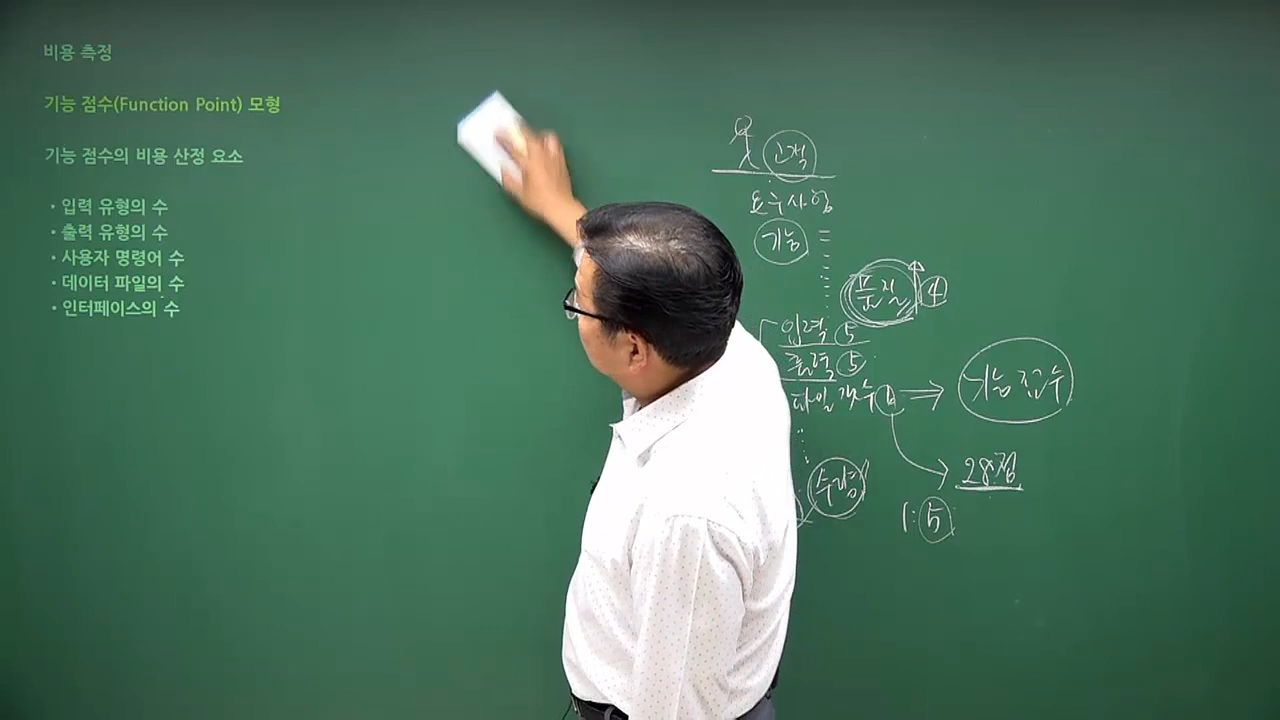 비용 측정
기능 점수(Function Point) 모형
기능 점수의 비용 산정 요소
• 입력 유형의 수
• 출력 유형의 수
• 사용자 명령어 수
• 데이터 파일의 수
• 인터페이스의 수
고객
요구사항
기능
품질 4
입력 5
출력 5
파일 갯수
기능 점수
28점
수렴
1:5